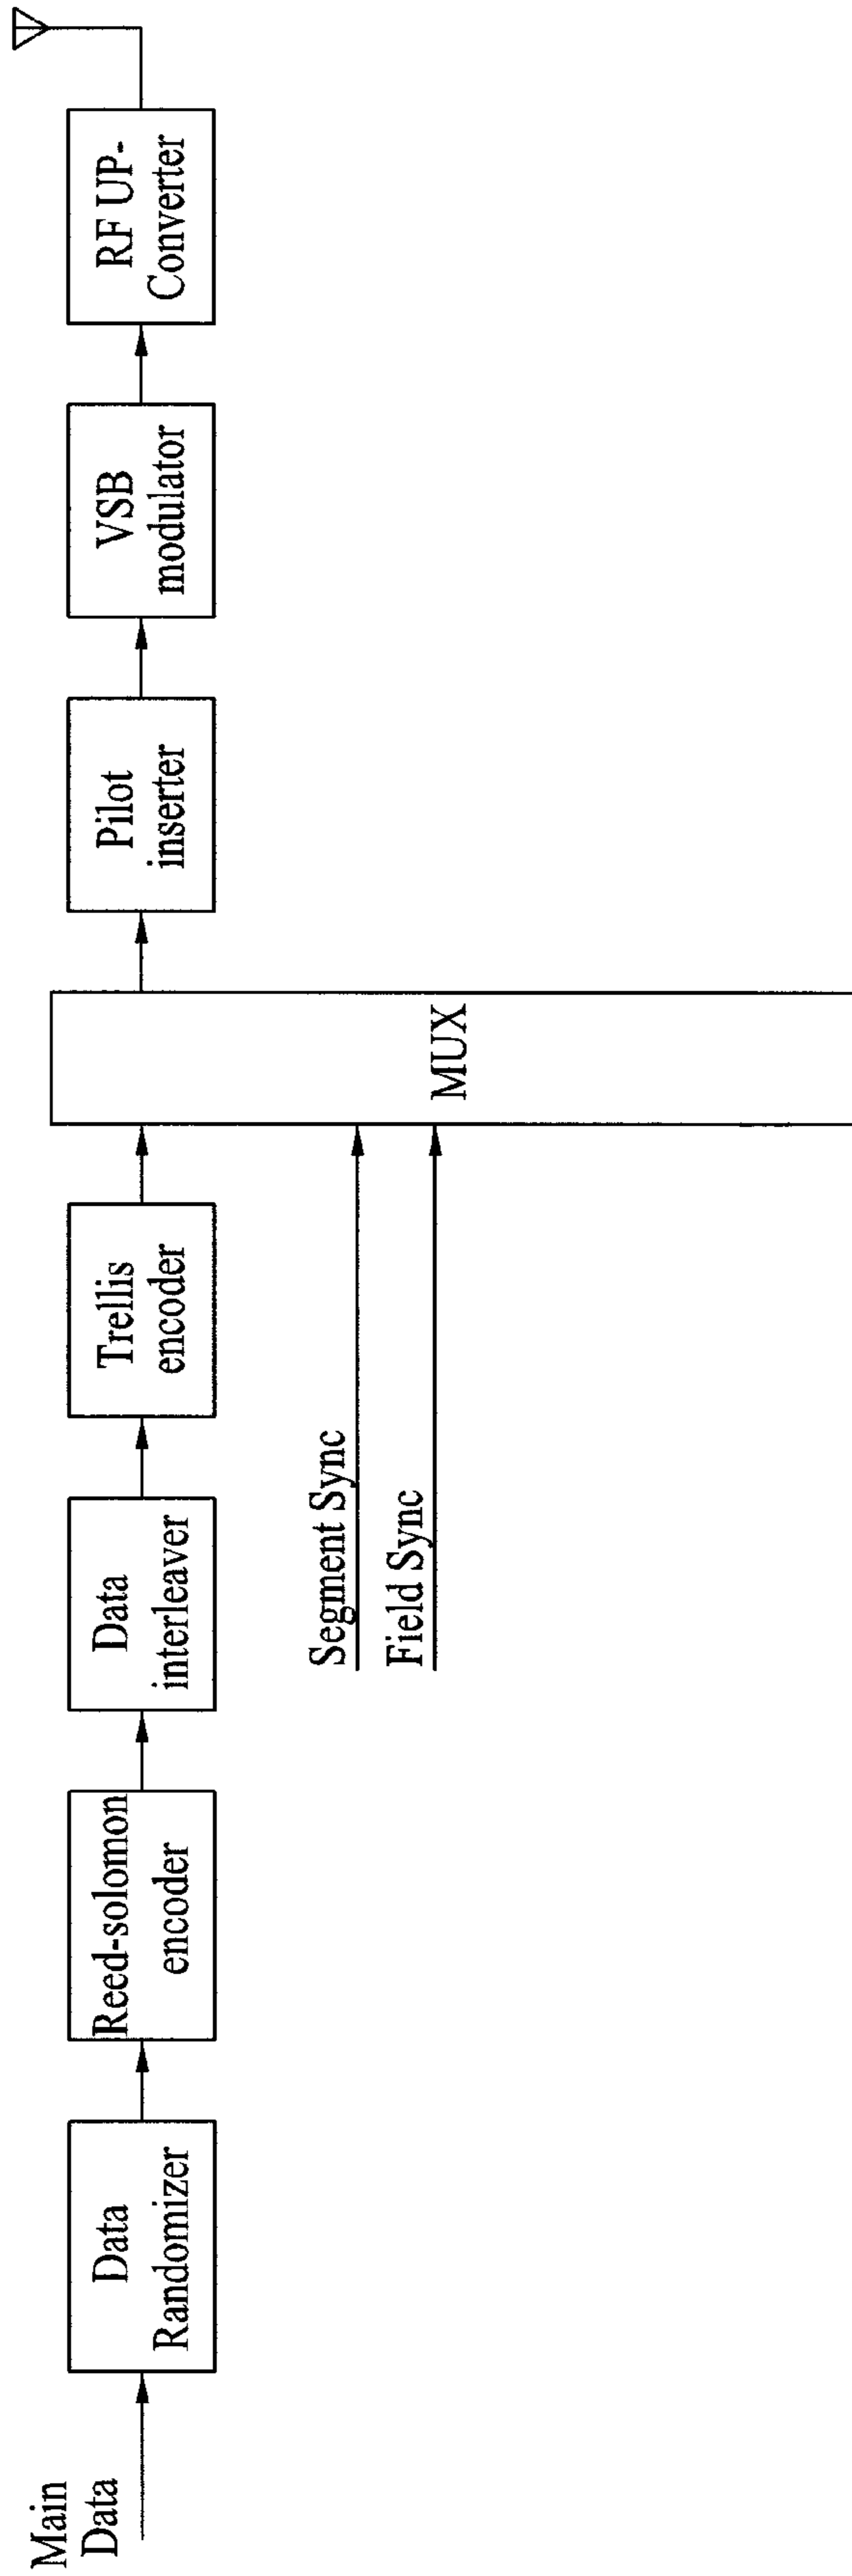 Main
Data
Data
Randomizer
Reed-solomon
encoder
Data
interleaver
Trellis
encoder
Segment Sync
Field Sync
MUX
Pilot
inserter
VSB
modulator
RF UP-
Converter